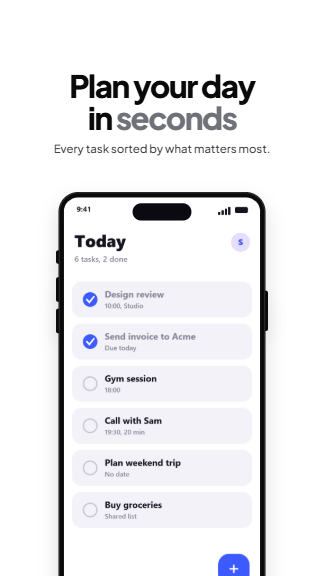 Plan your day
in seconds
Every task sorted by what matters most.
9:41
Today
S
6 tasks, 2 done
Design review
10:00, Studio
Send invoice to Acme
Due today
Gym session
18:00
Call with Sam
19:30, 20 min
Plan weekend trip
No date
Buy groceries
Shared list
+